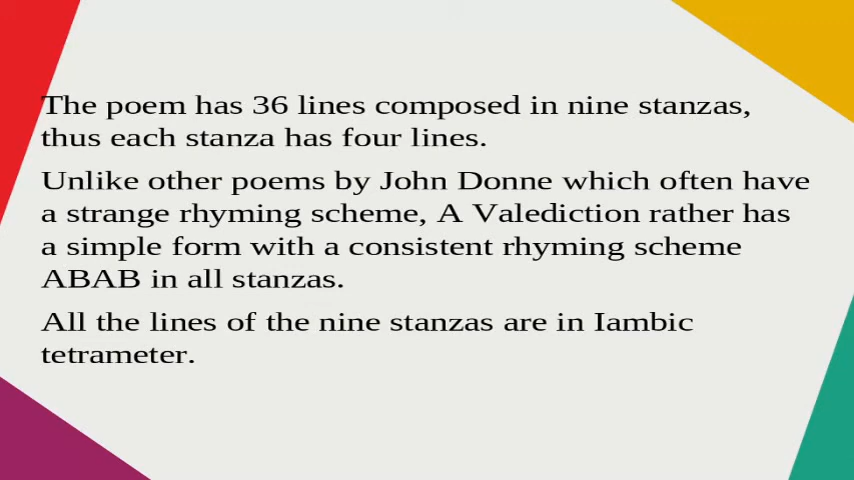 The poem has 36 lines composed in nine stanzas,
thus each stanza has four lines.
Unlike other poems by John Donne which often have
a strange rhyming scheme, A Valediction rather has
a simple form with a consistent rhyming scheme
ABAB in all stanzas.
All the lines of the nine stanzas are in Iambic
tetrameter.